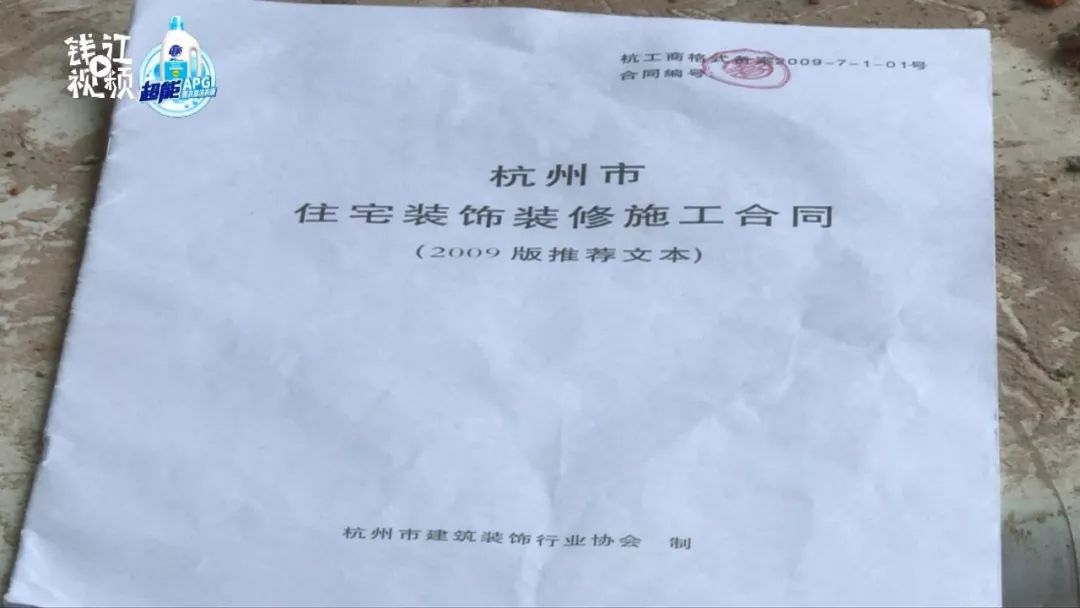 钱江
视频
超能
APG
杭工商格式备案2009-7-1-01号
合同编号:
杭州市
住宅装饰装修施工合同
(2009版推荐文本)
杭州市建筑装饰行业协会 制